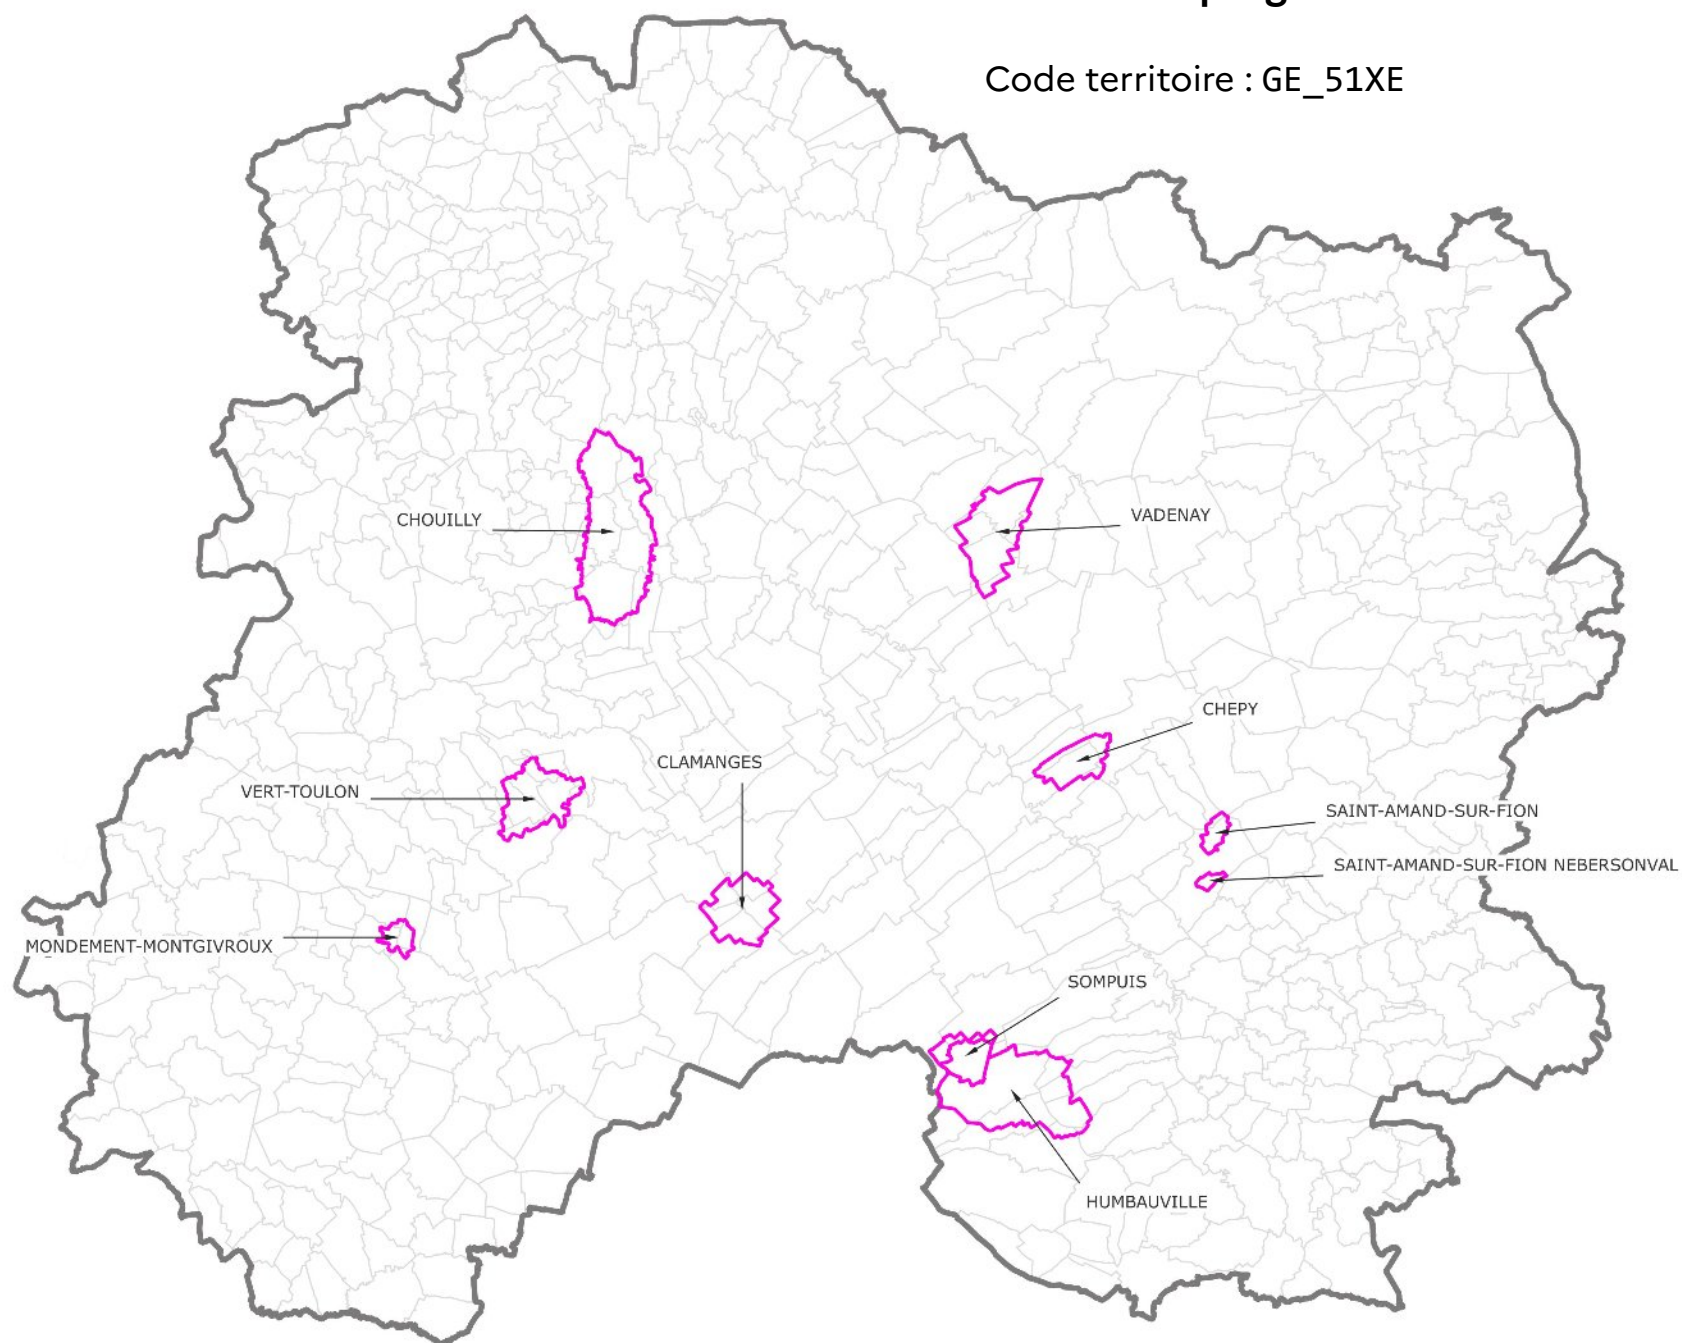 Code territoire : GE_51XE
CHOUILLY
VADENAY
CHEPY
CLAMANGES
VERT-TOULON
SAINT-AMAND-SUR-FION
SAINT-AMAND-SUR-FION NEBERSONVAL
MONDEMENT-MONTGIVROUX
SOMPUIS
HUMBAUVILLE